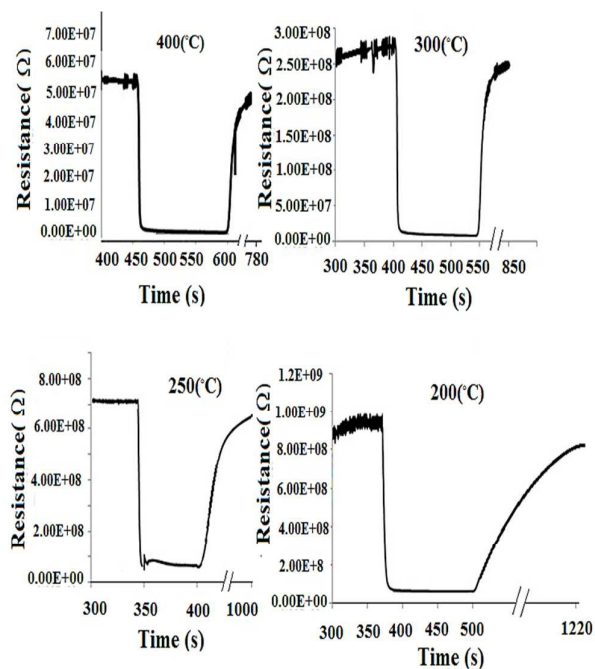 400(°C)
7.00E+07
6.00E+07
5.00E+07
4.00E+07
3.00E+07
2.00E+07
1.00E+07
0.00E+00
Resistance( Ω)
400 450 500 550 600 780
Time (s)
300(°C)
3.00E+08
2.50E+08
2.00E+08
1.50E+08
1.00E+08
5.00E+07
0.00E+00
Resistance( Ω)
300 350 400 450 500 550 850
Time (s)
250(°C)
8.00+08
6.00E+08
4.00E+08
2.00E+08
0.00E+00
Resistance( Ω)
300 350 400 1000
Time (s)
200(°C)
1.2E+09
1.0E+09
8.00E+08
6.00E+08
4.00E+08
2.00e+8
0.00E+00
Resistance( Ω)
300 400 500 1220
Time (s)